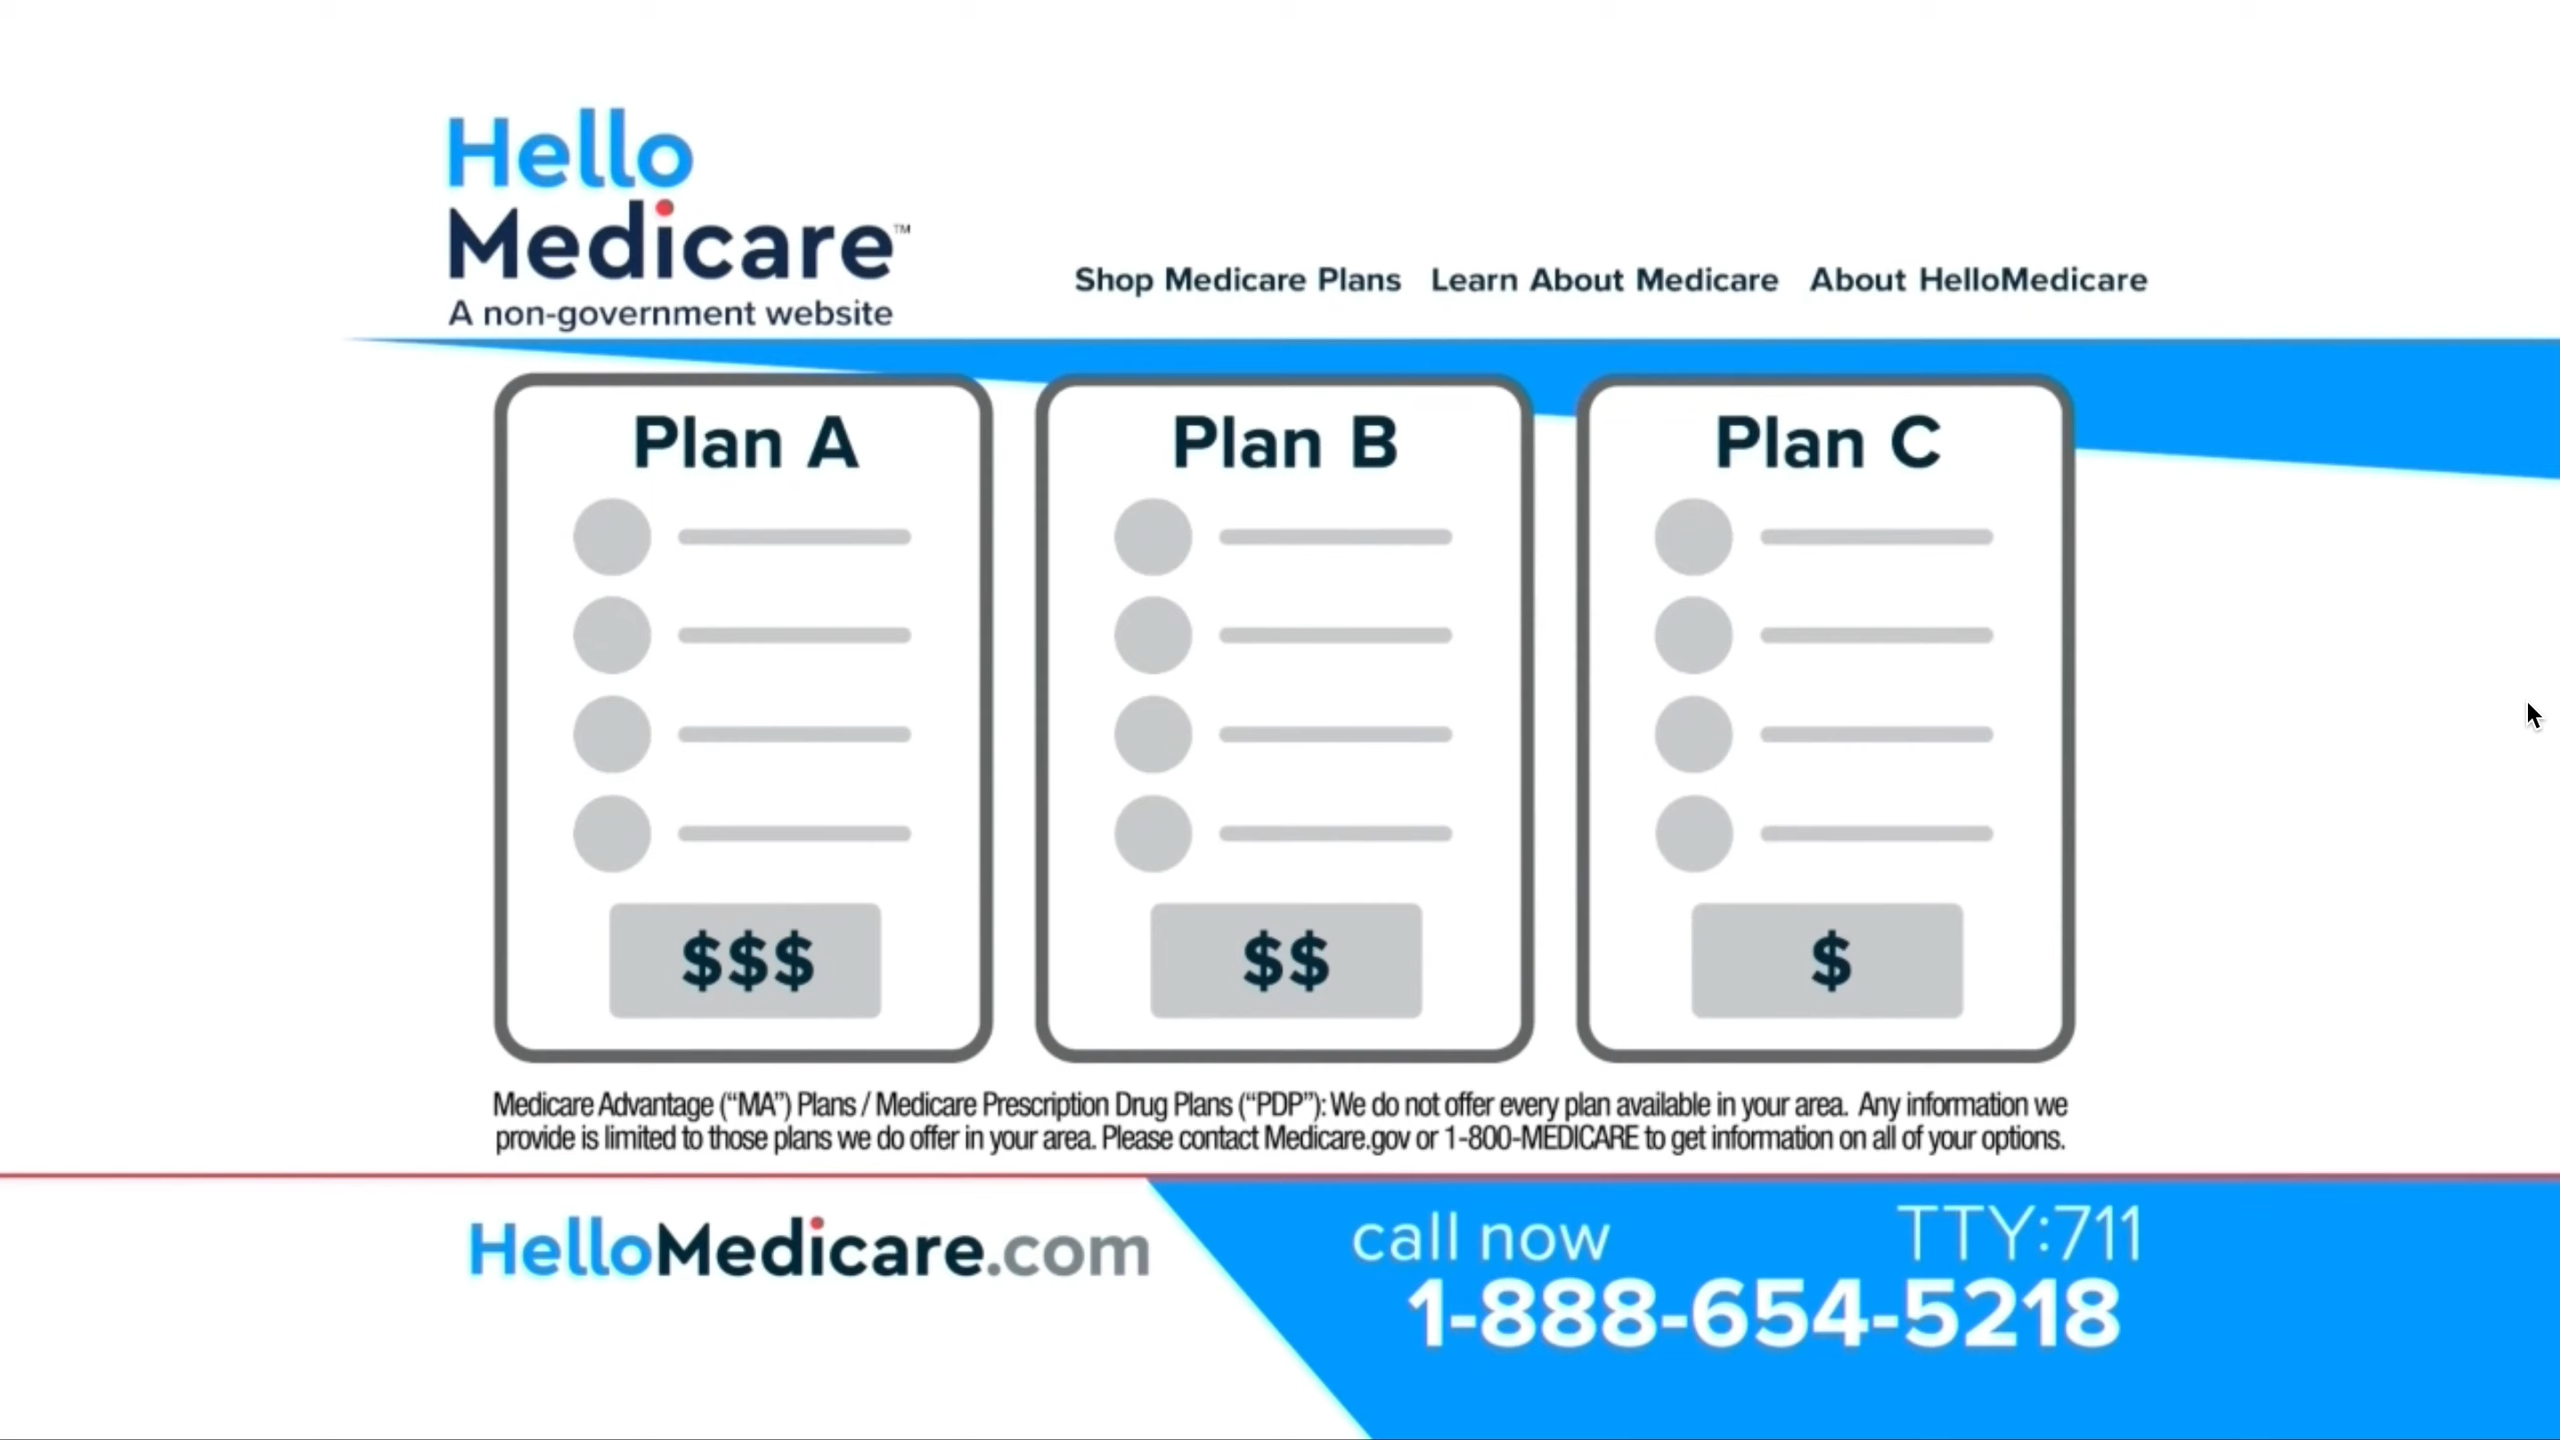 Hello
Medicare™
A non-government website
Shop Medicare Plans Learn About Medicare About HelloMedicare
Plan A
$$$
Plan B
$$
Plan C
$
Medicare Advantage (“MA”) Plans / Medicare Prescription Drug Plans (“PDP”): We do not offer every plan available in your area. Any information we
provide is limited to those plans we do offer in your area. Please contact Medicare.gov or 1-800-MEDICARE to get information on all of your options.
HelloMedicare.com
call now TTY:711
1-888-654-5218